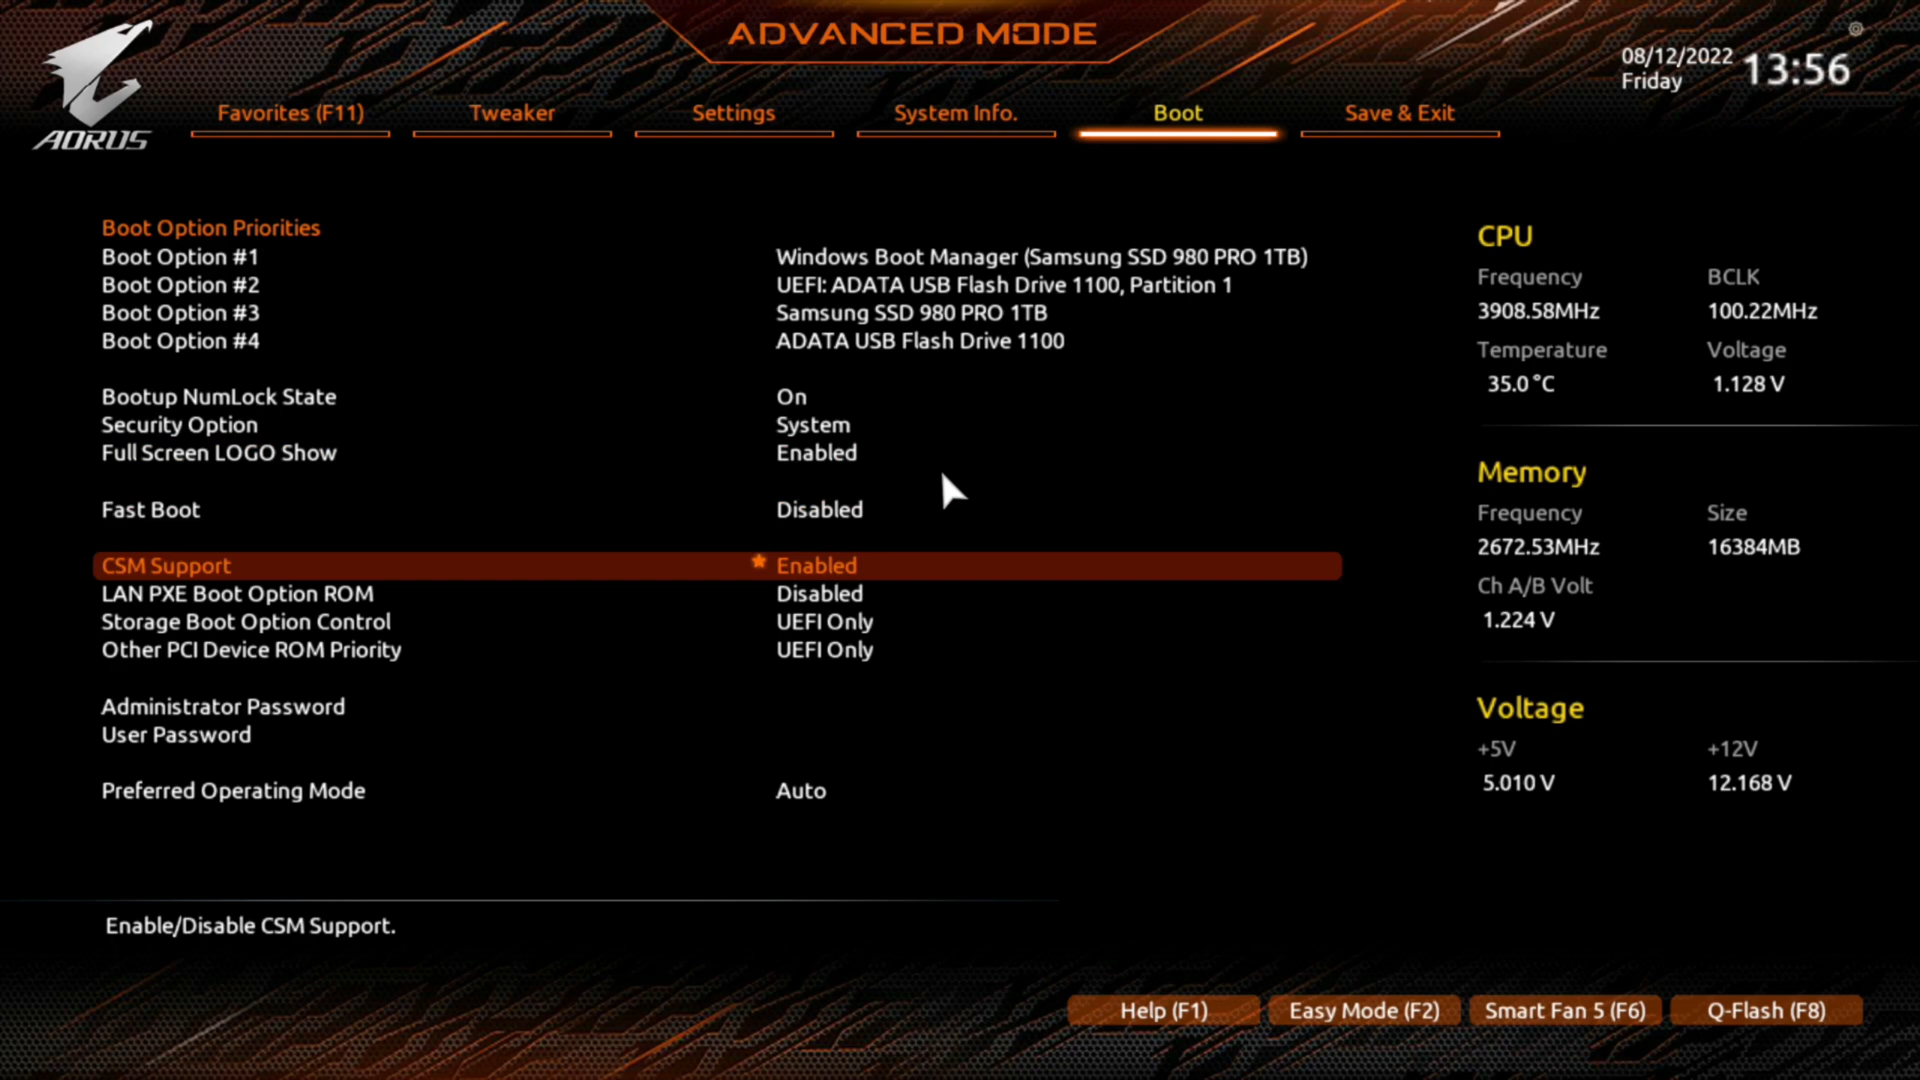 ADVANCED MODE
08/12/2022
Friday
13:56
AORUS
Favorites (F11)
Tweaker
Settings
System Info.
Boot
Save & Exit
Boot Option Priorities
Boot Option #1 Windows Boot Manager (Samsung SSD 980 PRO 1TB)
Boot Option #2 UEFI: ADATA USB Flash Drive 1100, Partition 1
Boot Option #3 Samsung SSD 980 PRO 1TB
Boot Option #4 ADATA USB Flash Drive 1100
Bootup NumLock State On
Security Option System
Full Screen LOGO Show Enabled
Fast Boot Disabled
CSM Support Enabled
LAN PXE Boot Option ROM Disabled
Storage Boot Option Control UEFI Only
Other PCI Device ROM Priority UEFI Only
Administrator Password
User Password
Preferred Operating Mode Auto
CPU
Frequency BCLK
3908.58MHz 100.22MHz
Temperature Voltage
35.0 °C 1.128 V
Memory
Frequency Size
2672.53MHz 16384MB
Ch A/B Volt
1.224 V
Voltage
+5V +12V
5.010 V 12.168 V
Enable/Disable CSM Support.
Help (F1)
Easy Mode (F2)
Smart Fan 5 (F6)
Q-Flash (F8)